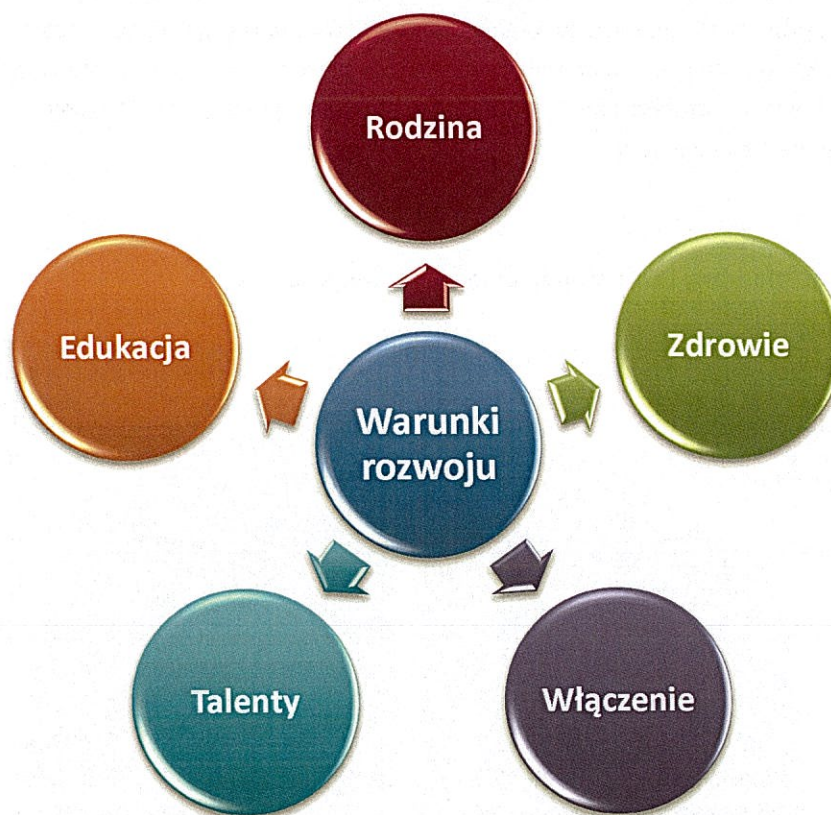 Rodzina
Edukacja
Zdrowie
Warunki
rozwoju
Talenty
Włączenie